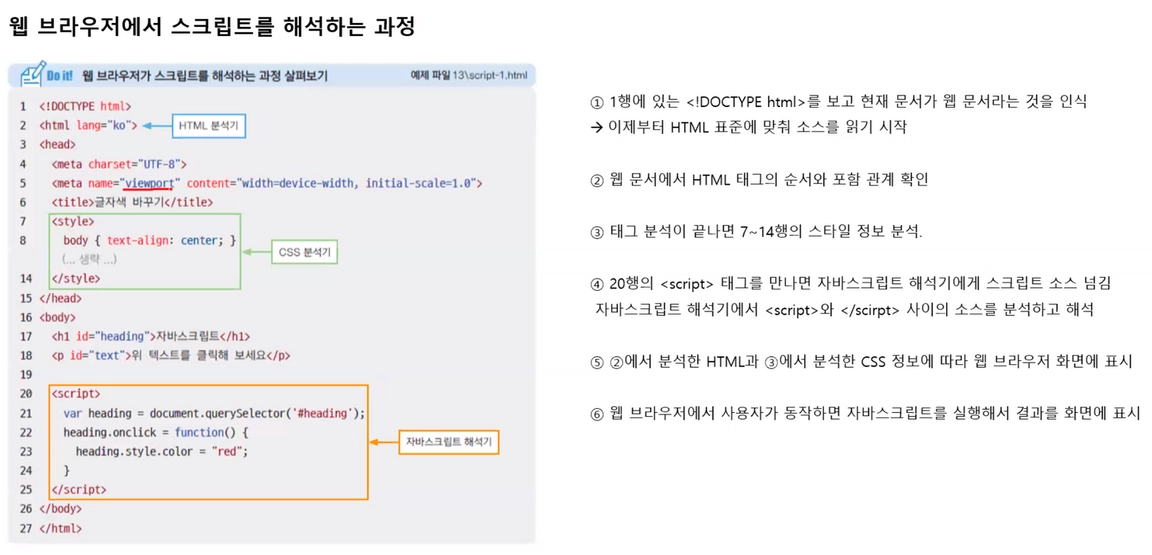 웹 브라우저에서 스크립트를 해석하는 과정
Do it! 웹 브라우저가 스크립트를 해석하는 과정 살펴보기 예제 파일 13\script-1.html
1 <!DOCTYPE html>
2 <html lang="ko"> HTML 분석기
3 <head>
4 <meta charset="UTF-8">
5 <meta name="viewport" content="width=device-width, initial-scale=1.0">
6 <title>글자색 바꾸기</title>
7 <style>
8 body { text-align: center; }
(... 생략 ...) CSS 분석기
14 </style>
15 </head>
16 <body>
17 <h1 id="heading">자바스크립트</h1>
18 <p id="text">위 텍스트를 클릭해 보세요</p>
19
20 <script>
21 var heading = document.querySelector('#heading');
22 heading.onclick = function() {
23 heading.style.color = "red"; 자바스크립트 해석기
24 }
25 </script>
26 </body>
27 </html>
① 1행에 있는 <!DOCTYPE html>를 보고 현재 문서가 웹 문서라는 것을 인식
→ 이제부터 HTML 표준에 맞춰 소스를 읽기 시작
② 웹 문서에서 HTML 태그의 순서와 포함 관계 확인
③ 태그 분석이 끝나면 7~14행의 스타일 정보 분석.
④ 20행의 <script> 태그를 만나면 자바스크립트 해석기에게 스크립트 소스 넘김
자바스크립트 해석기에서 <script>와 </scirpt> 사이의 소스를 분석하고 해석
⑤ ②에서 분석한 HTML과 ③에서 분석한 CSS 정보에 따라 웹 브라우저 화면에 표시
⑥ 웹 브라우저에서 사용자가 동작하면 자바스크립트를 실행해서 결과를 화면에 표시